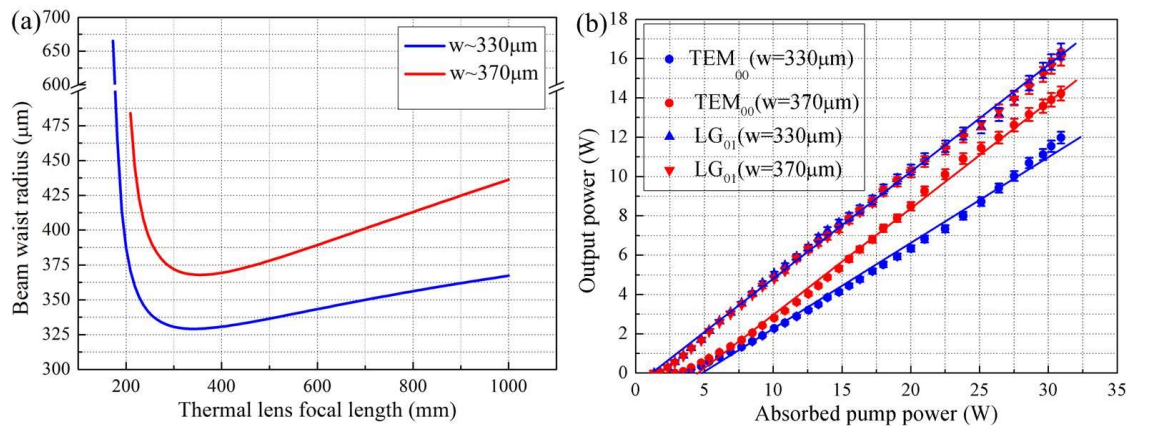 (a)
700
650
600
475
450
425
400
375
350
325
300
Beam waist radius (μm)
w~330μm
w~370μm
200
400
600
800
1000
Thermal lens focal length (mm)
(b)
18
16
14
12
10
8
6
4
2
0
Output power (W)
TEM00(w=330μm)
TEM00(w=370μm)
LG01(w=330μm)
LG01(w=370μm)
0
5
10
15
20
25
30
35
Absorbed pump power (W)